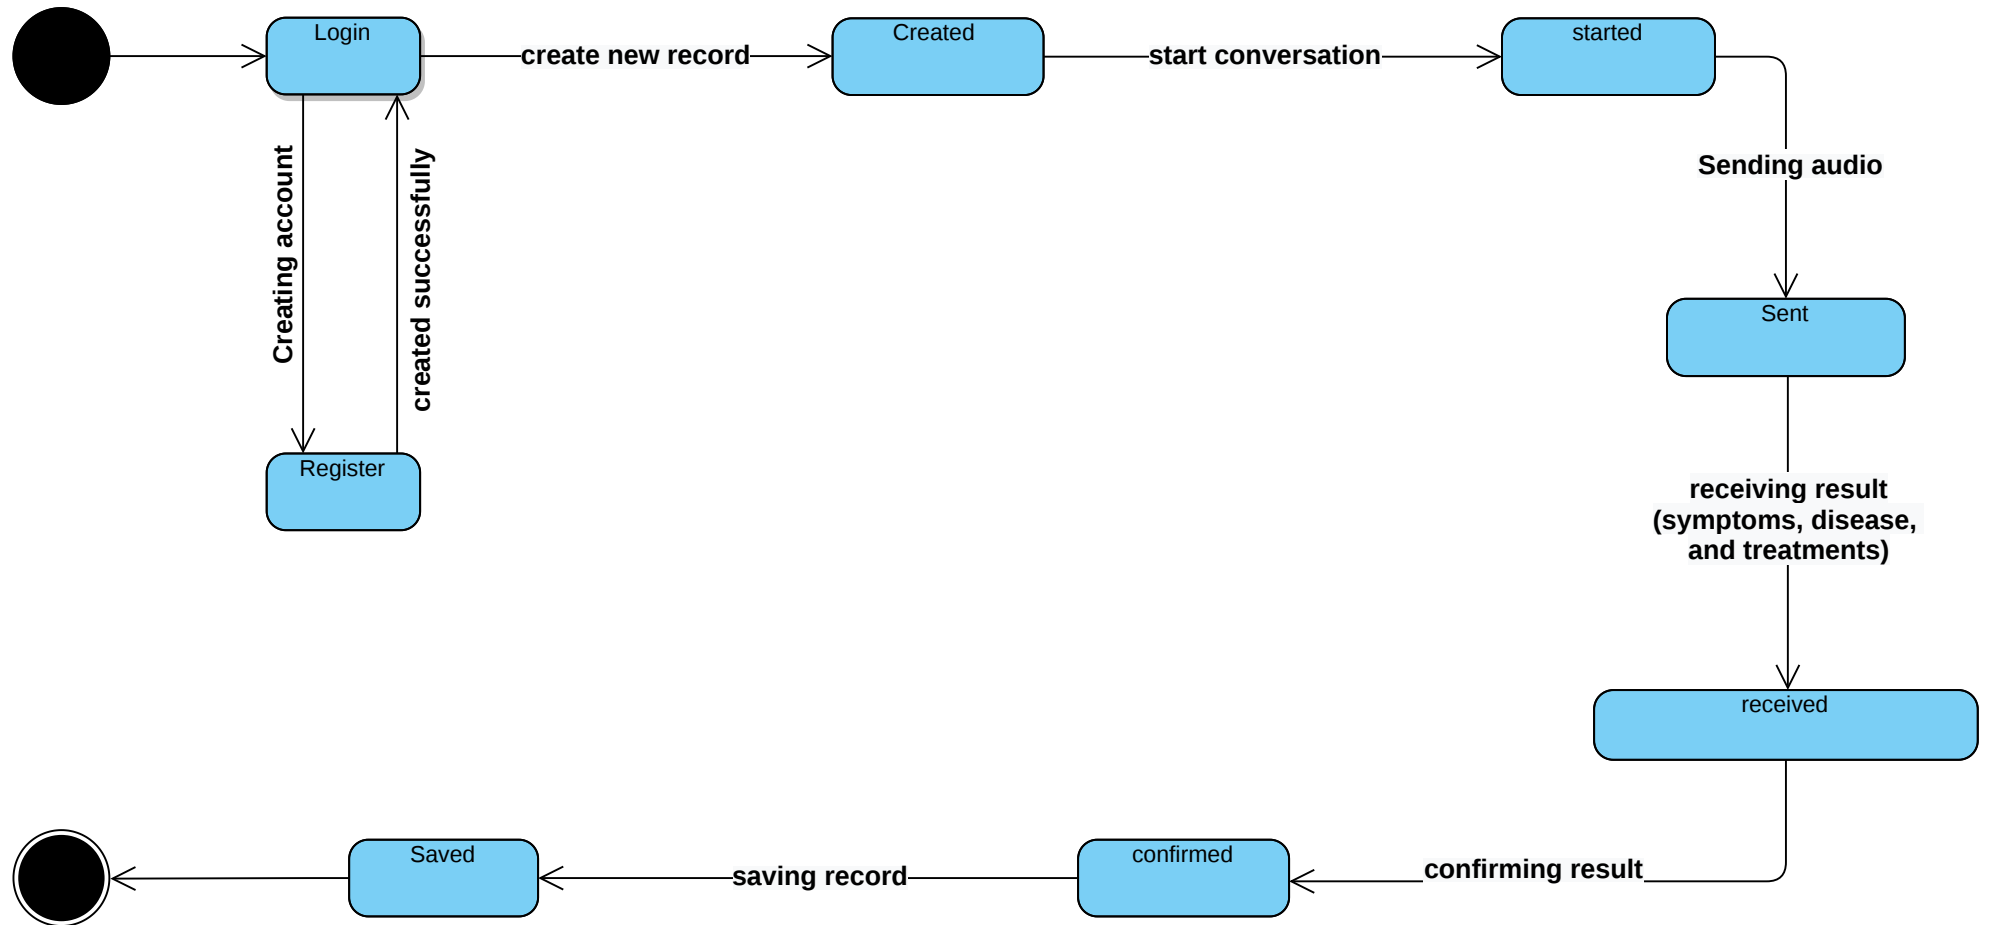 Login
create new record
Created
start conversation
started
Sending audio
Creating account
created successfully
Sent
Register
receiving result
(symptoms, disease,
and treatments)
received
Saved
saving record
confirmed
confirming result